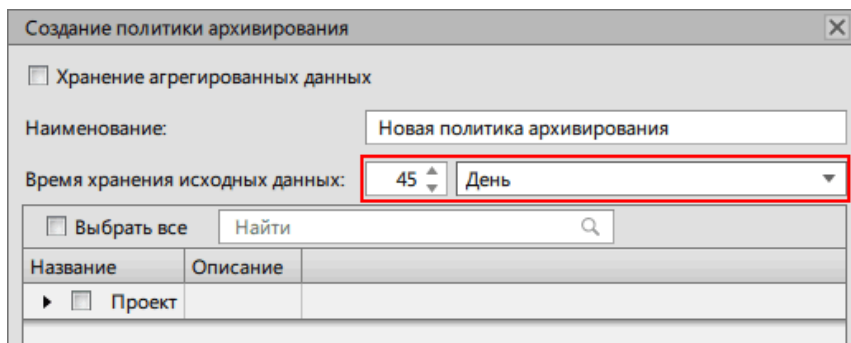 Создание политики архивирования
Хранение агрегированных данных
Наименование: Новая политика архивирования
Время хранения исходных данных: 45 День
Выбрать все Найти
Название Описание
Проект